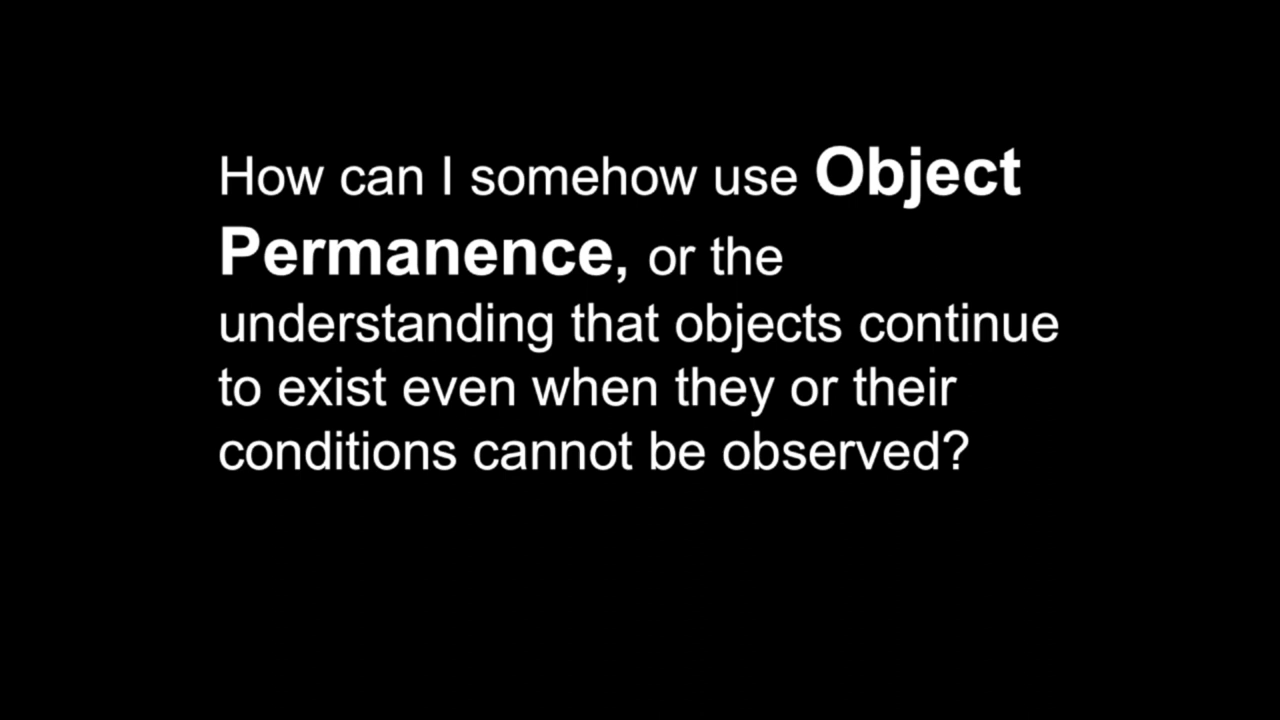 How can I somehow use Object
Permanence, or the
understanding that objects continue
to exist even when they or their
conditions cannot be observed?